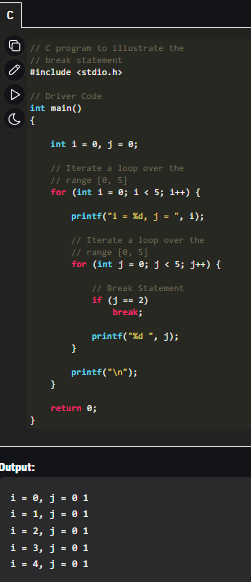 C
// C program to illustrate the
// break statement
#include <stdio.h>
// Driver Code
int main()
{
int i = 0, j = 0;
// Iterate a loop over the
// range [0, 5]
for (int i = 0; i < 5; i++) {
printf("i = %d, j = ", i);
// Iterate a loop over the
// range [0, 5]
for (int j = 0; j < 5; j++) {
// Break Statement
if (j == 2)
break;
printf("%d ", j);
}
printf("\n");
}
return 0;
}
Output:
i = 0, j = 0 1
i = 1, j = 0 1
i = 2, j = 0 1
i = 3, j = 0 1
i = 4, j = 0 1